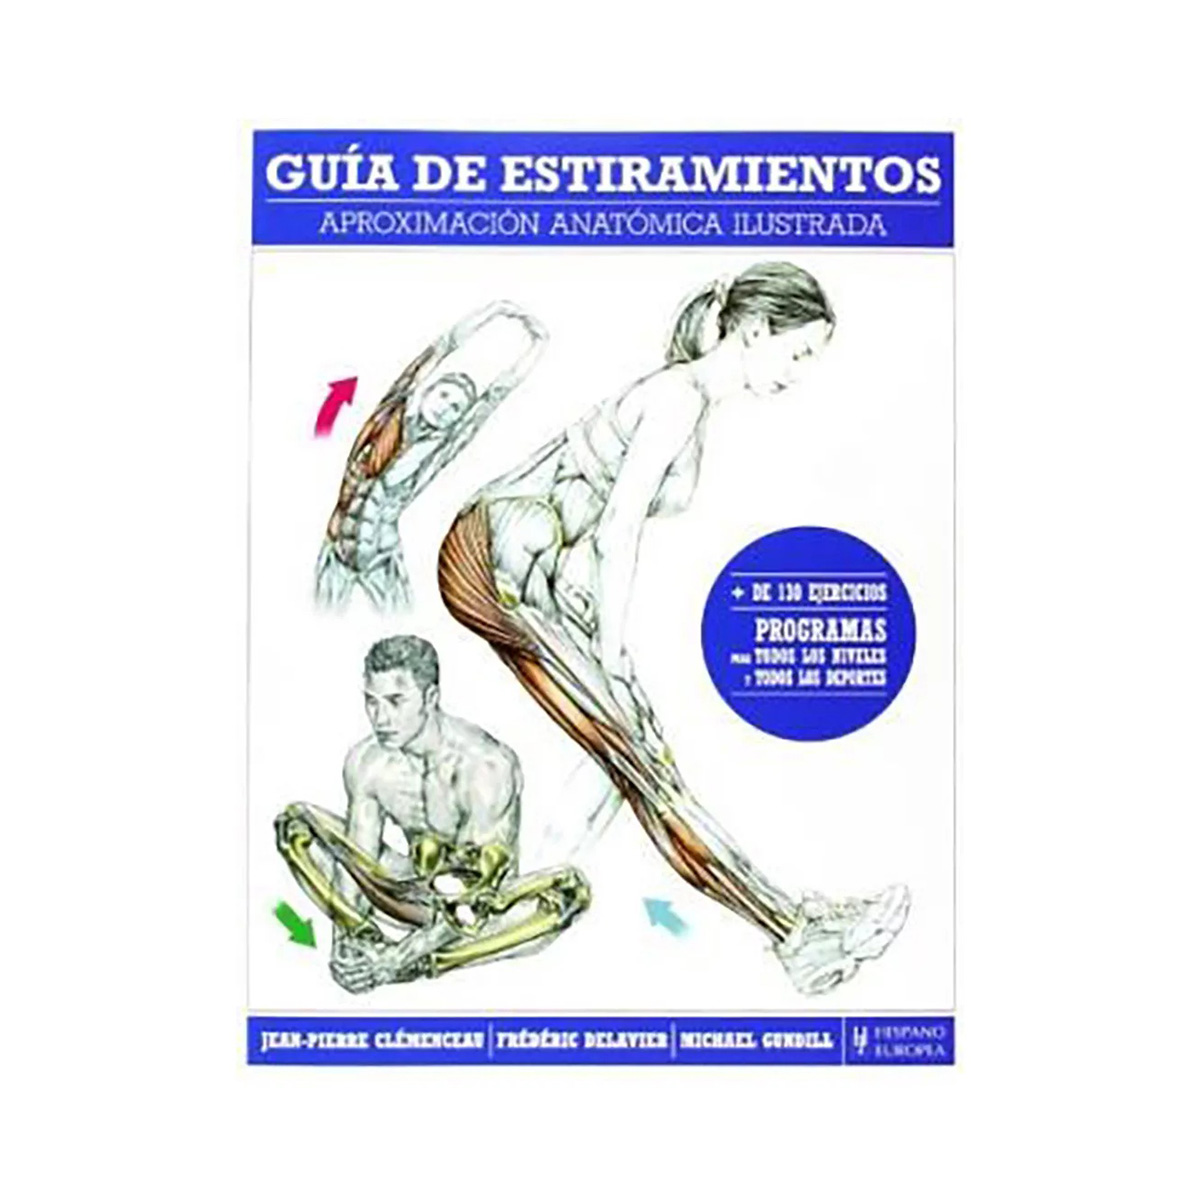 GUÍA DE ESTIRAMIENTOS
APROXIMACIÓN ANATÓMICA ILUSTRADA
+ DE 130 EJERCICIOS
PROGRAMAS
PARA TODOS LOS NIVELES
Y TODOS LOS DEPORTES
JEAN-PIERRE CLÉMENCEAU | FRÉDÉRIC DELAVIER | MICHAEL GUNDILL
HISPANO
EUROPEA